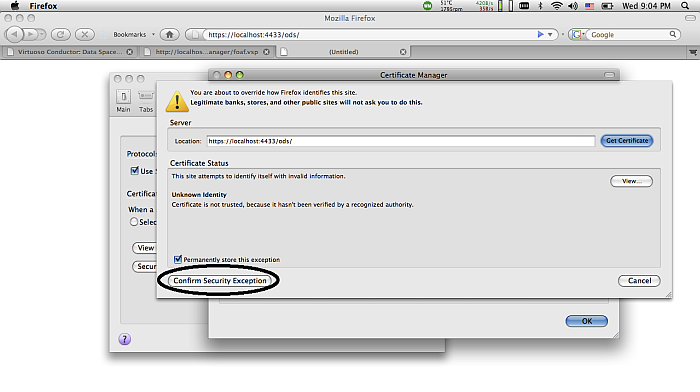 Firefox
51°C
1795rpm
420B/s
35B/s
Wed 9:04 PM
Mozilla Firefox
Bookmarks
https://localhost:4433/ods/
Google
Virtuoso Conductor: Data Space...
http://localhos...anager/foaf.vsp
(Untitled)
Certificate Manager
Main
Tabs
You are about to override how Firefox identifies this site.
Legitimate banks, stores, and other public sites will not ask you to do this.
Server
Location:
https://localhost:4433/ods/
Get Certificate
Protocols
Certificate Status
This site attempts to identify itself with invalid information.
View...
Use S
Unknown Identity
Certificate is not trusted, because it hasn't been verified by a recognized authority.
Certificat
When a
Selec
View
Permanently store this exception
Secur
Confirm Security Exception
Cancel
OK
?